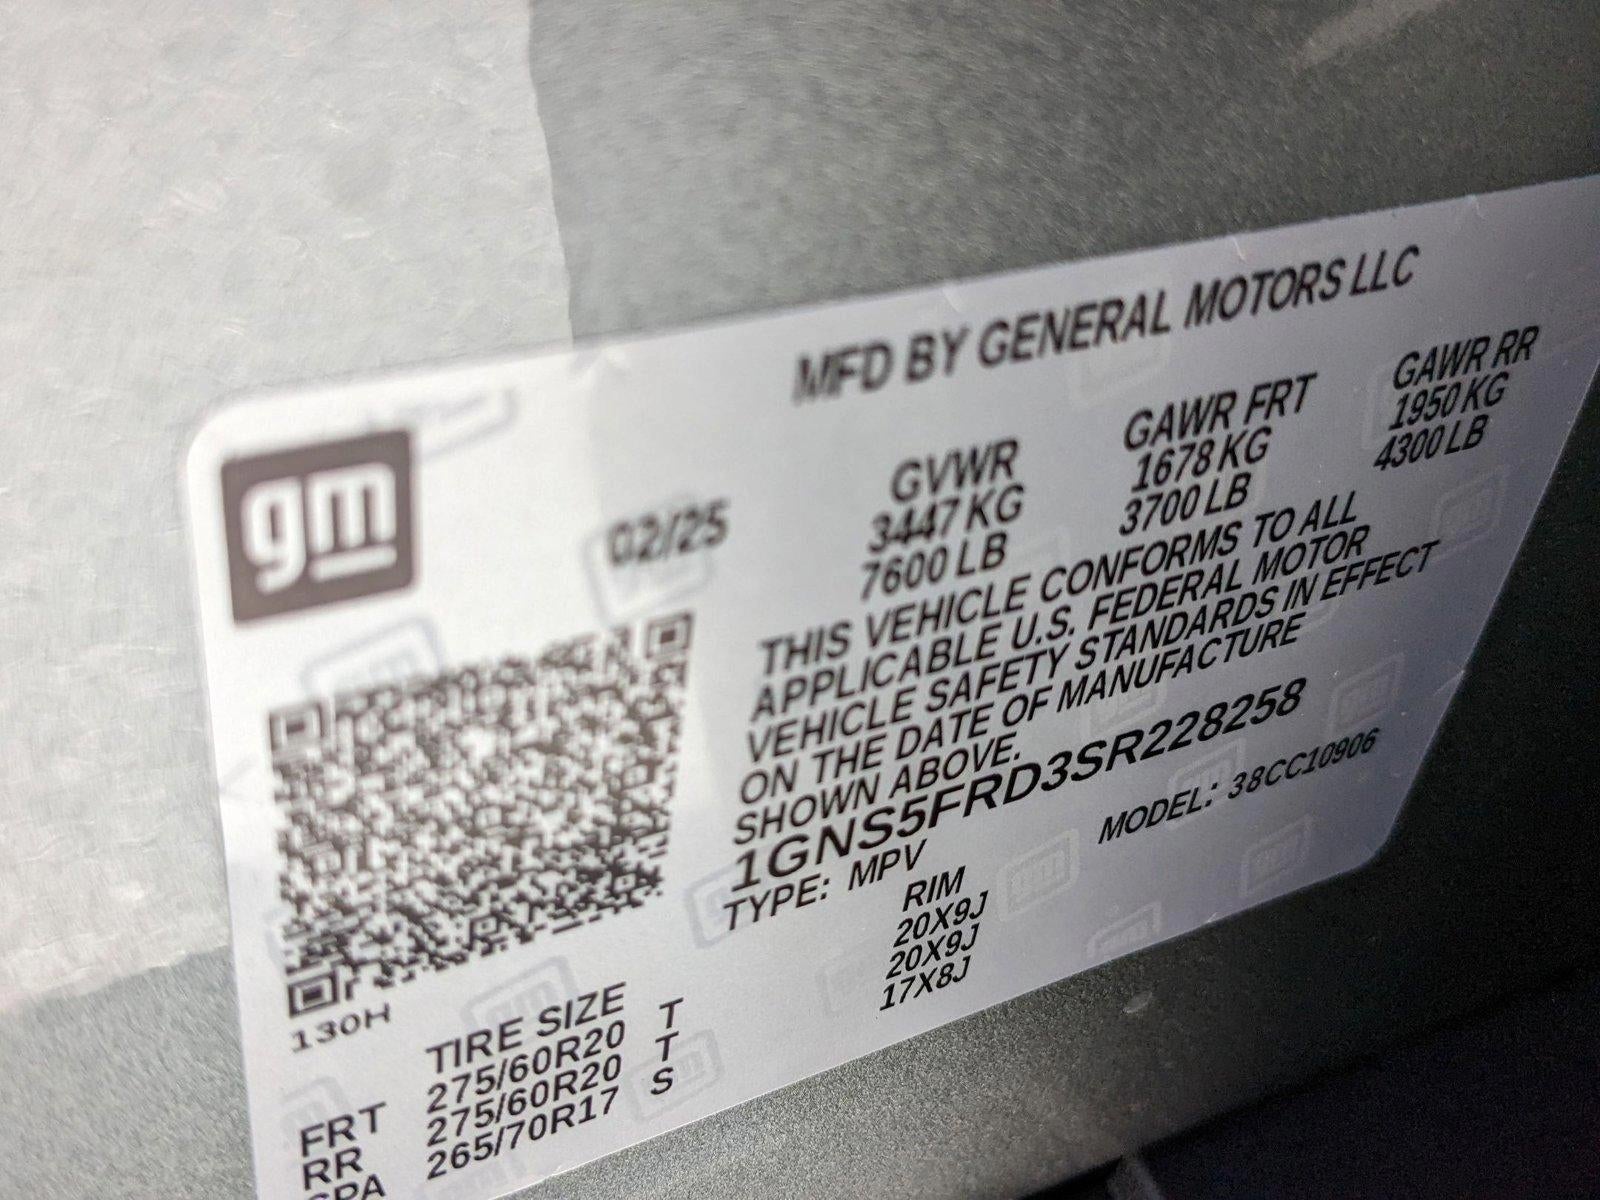 MFD BY GENERAL MOTORS LLC
gm
02/25
GVWR GAWR FRT GAWR RR
3447 KG 1678 KG 1950 KG
7600 LB 3700 LB 4300 LB
THIS VEHICLE CONFORMS TO ALL
APPLICABLE U.S. FEDERAL MOTOR
VEHICLE SAFETY STANDARDS IN EFFECT
ON THE DATE OF MANUFACTURE
SHOWN ABOVE.
1GNS5FRD3SR228258
TYPE: MPV MODEL: 38CC10906
130H
TIRE SIZE RIM
FRT 275/60R20 T 20X9J
RR 275/60R20 T 20X9J
SPA 265/70R17 S 17X8J